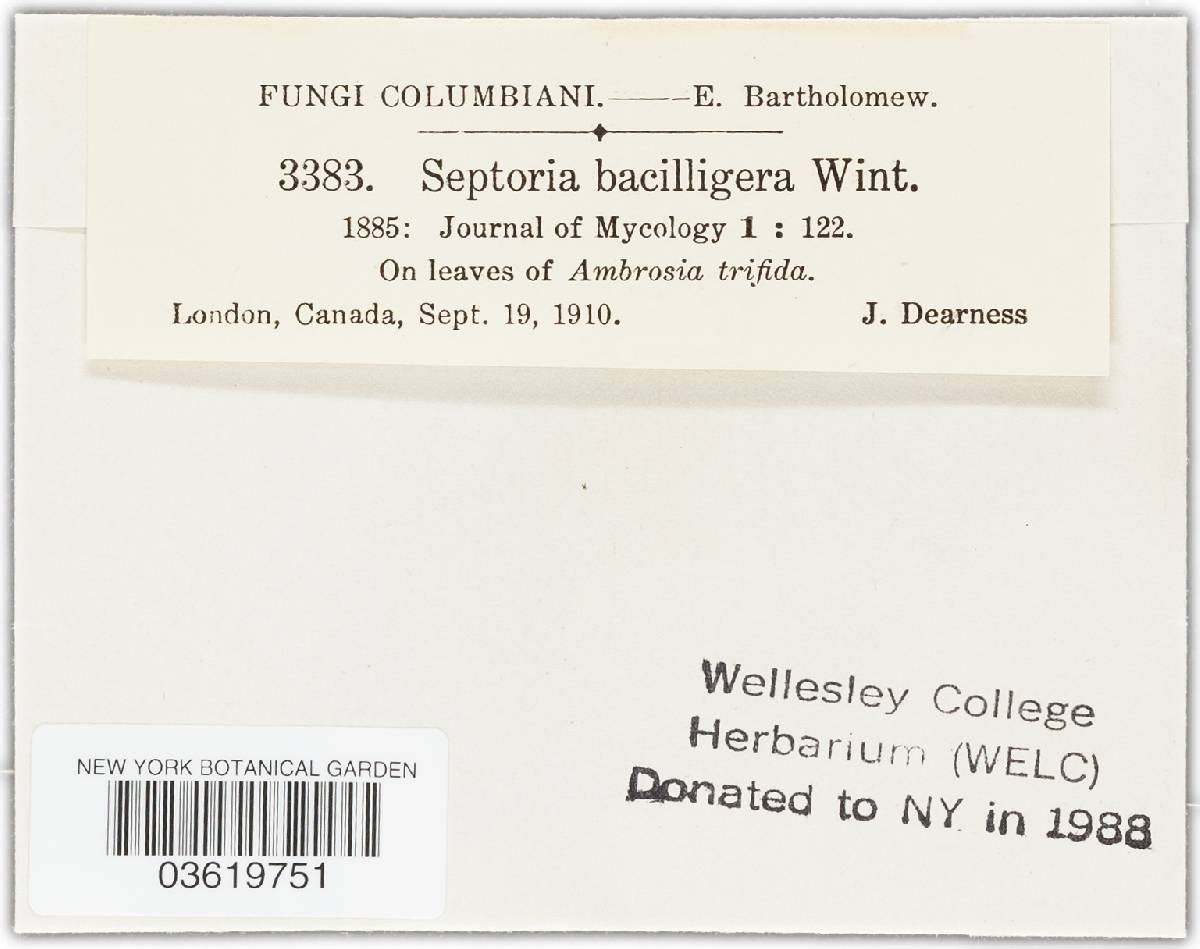 FUNGI COLUMBIANI.——E. Bartholomew.
3383. Septoria bacilligera Wint.
1885: Journal of Mycology 1 : 122.
On leaves of Ambrosia trifida.
London, Canada, Sept. 19, 1910. J. Dearness
Wellesley College
Herbarium (WELC)
Donated to NY in 1988
NEW YORK BOTANICAL GARDEN
03619751